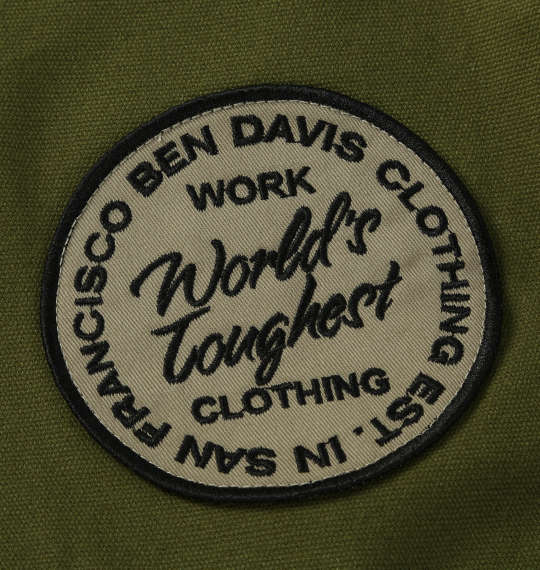 BEN DAVIS CLOTHING EST. IN SAN FRANCISCO
WORK
World's
Toughest
CLOTHING